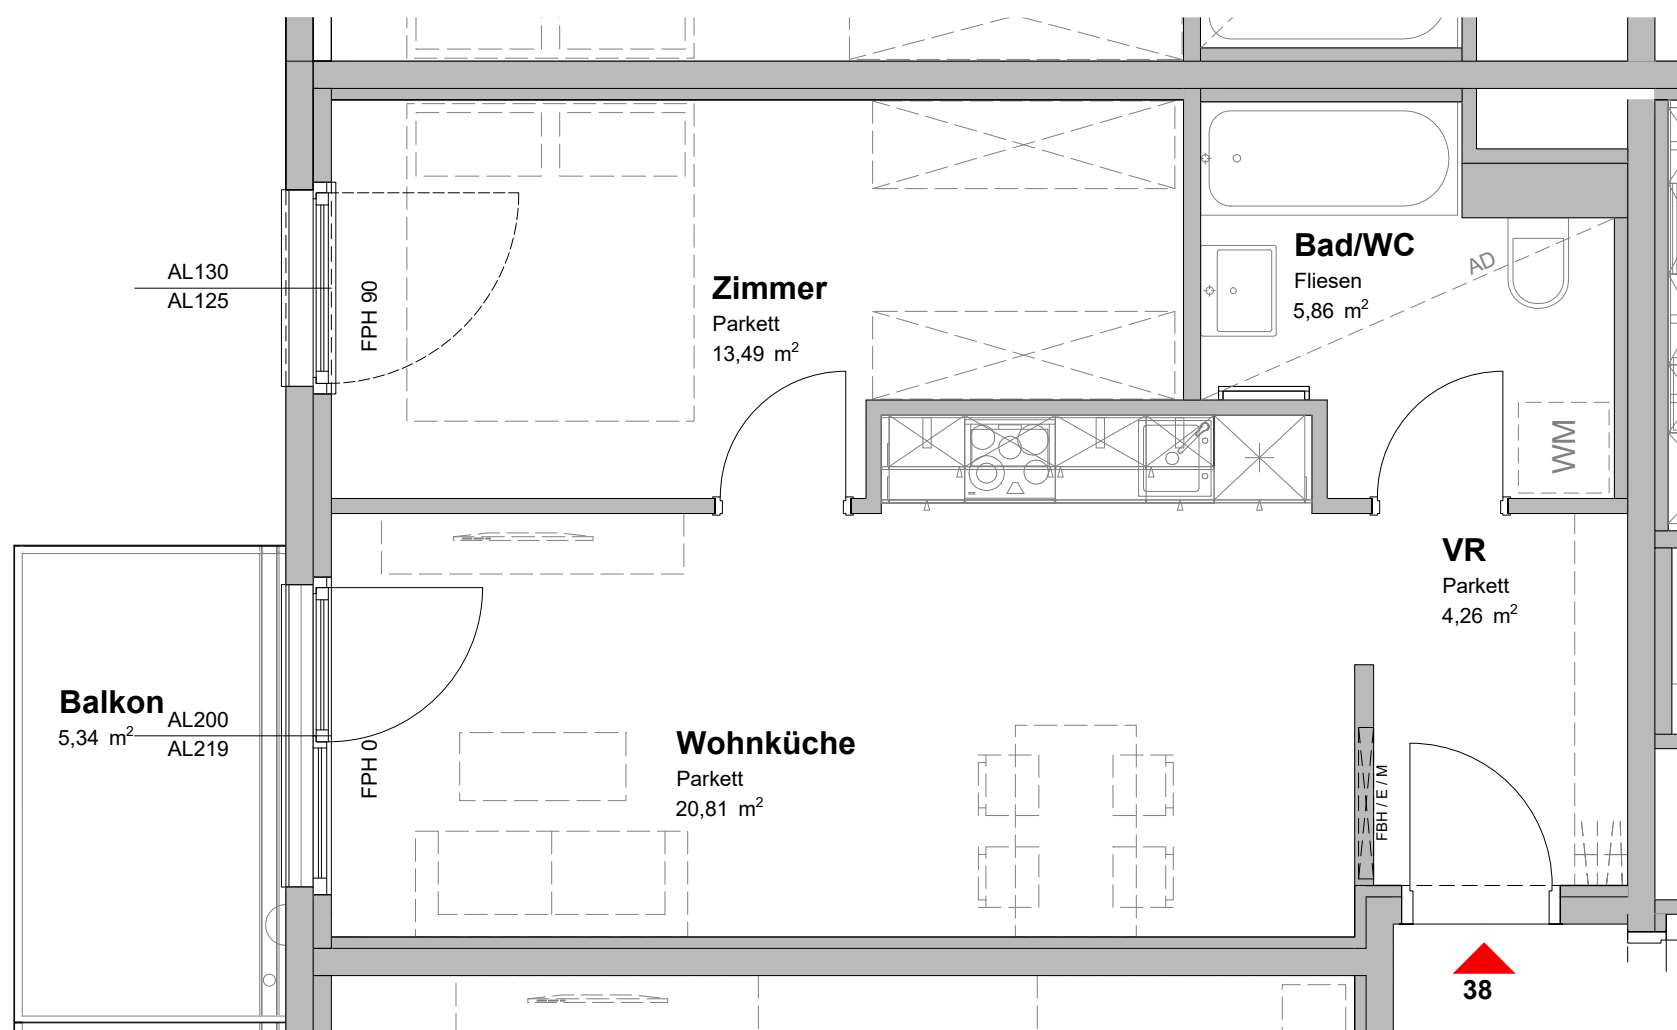 AL130
AL125
FPH 90
Zimmer
Parkett
13,49 m²
Bad/WC
Fliesen
5,86 m²
AD
WM
VR
Parkett
4,26 m²
Balkon
5,34 m²
AL200
AL219
FPH 0
Wohnküche
Parkett
20,81 m²
FBH / E / M
38